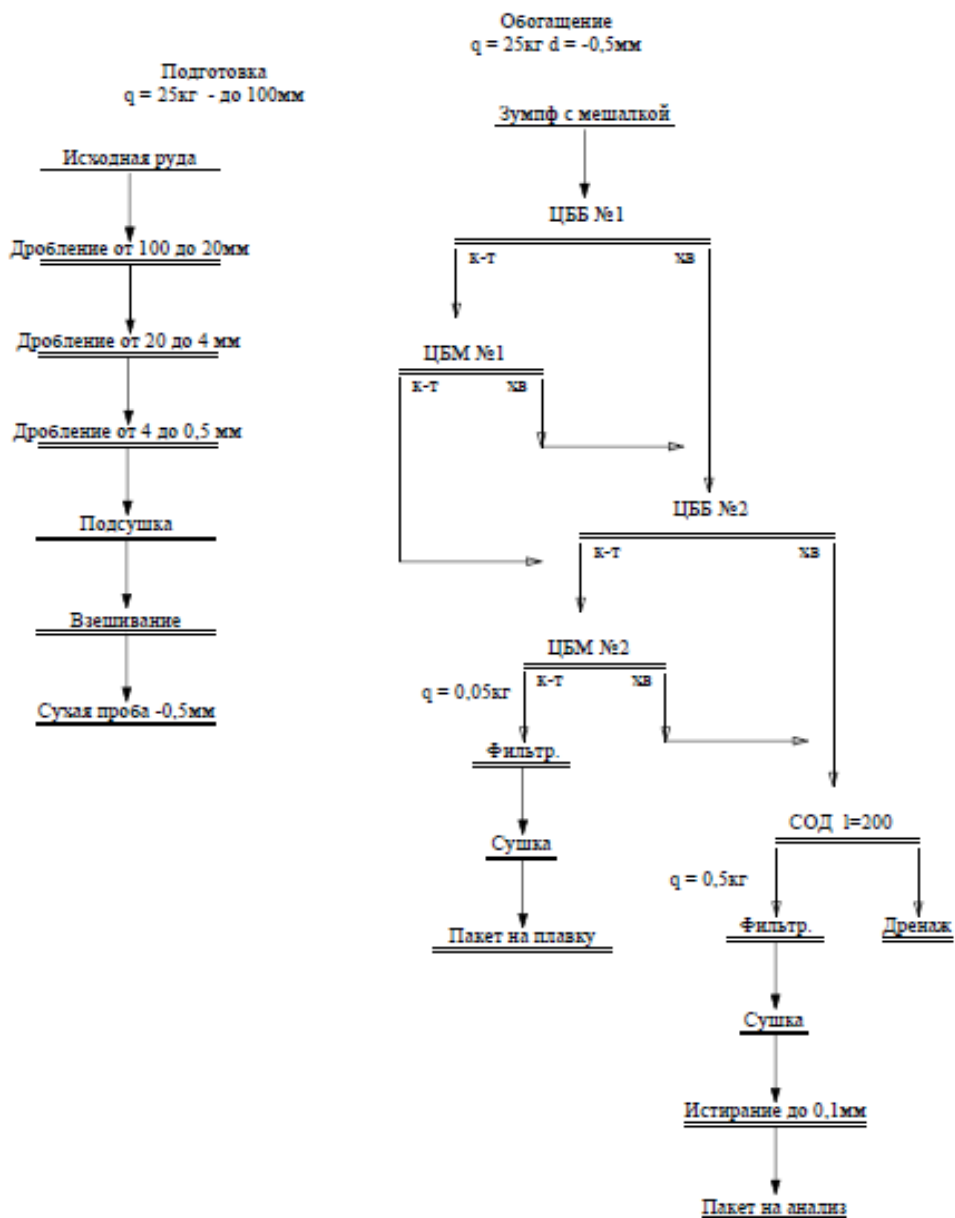 Подготовка
q = 25кг - до 100мм
Исходная руда
Дробление от 100 до 20мм
Дробление от 20 до 4 мм
Дробление от 4 до 0,5 мм
Подсушка
Взешивание
Сухая проба -0,5мм
Обогащение
q = 25кг d = -0,5мм
Зумпф с мешалкой
ЦББ №1
к-т хв
ЦБМ №1
к-т хв
ЦББ №2
к-т хв
ЦБМ №2
к-т хв
q = 0,05кг
Фильтр.
Сушка
Пакет на плавку
СОД l=200
q = 0,5кг
Фильтр. Дренаж
Сушка
Истирание до 0,1мм
Пакет на анализ